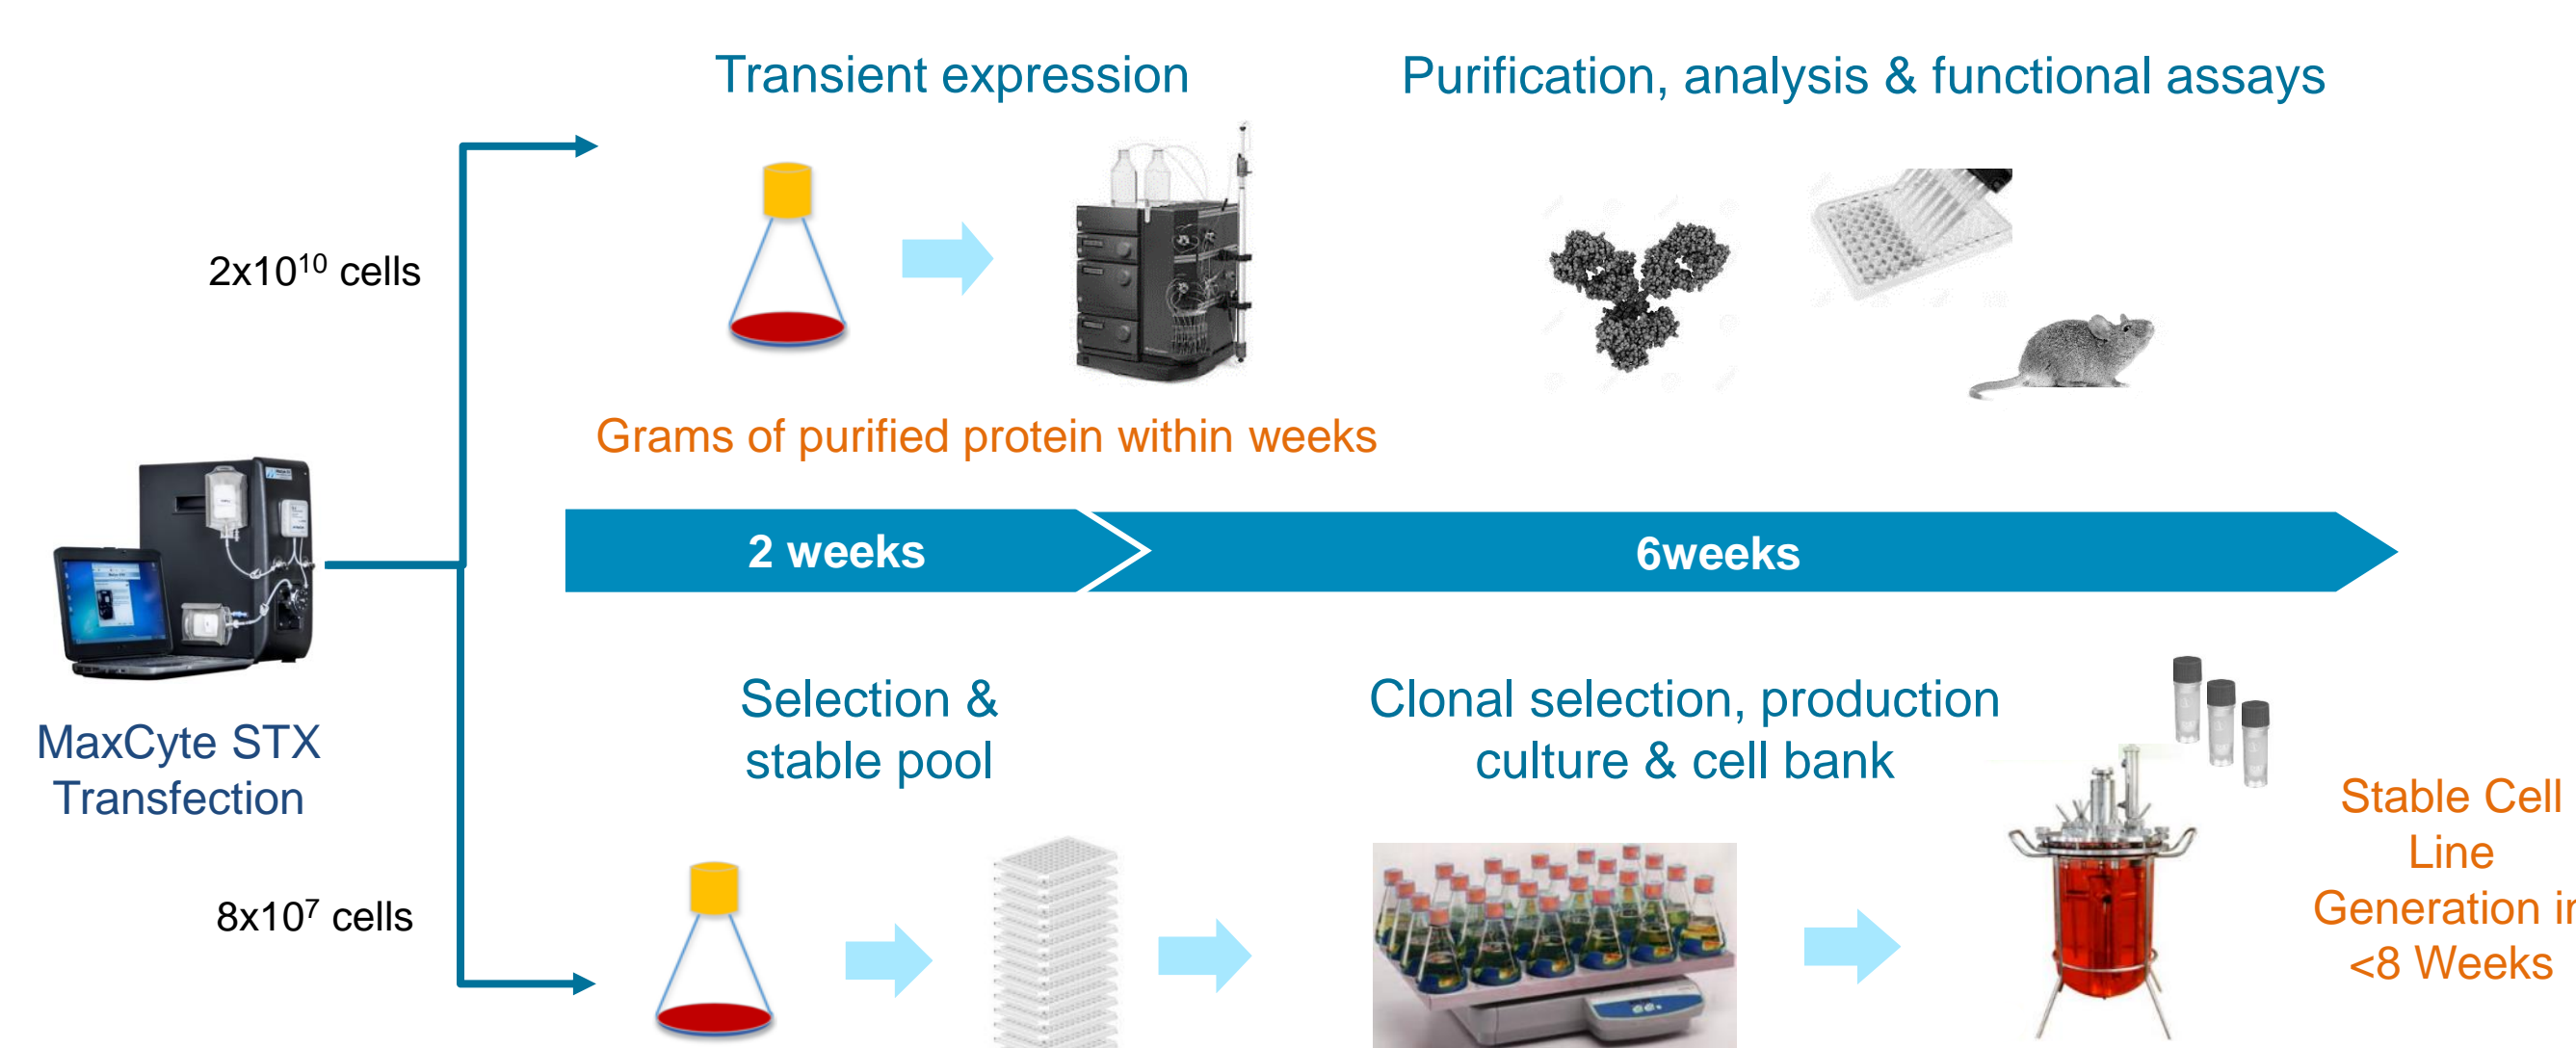 Transient expression
Purification, analysis & functional assays
2x10¹⁰ cells
Grams of purified protein within weeks
2 weeks
6weeks
MaxCyte STX
Transfection
Selection &
stable pool
Clonal selection, production
culture & cell bank
8x10⁷ cells
Stable Cell
Line
Generation in
<8 Weeks